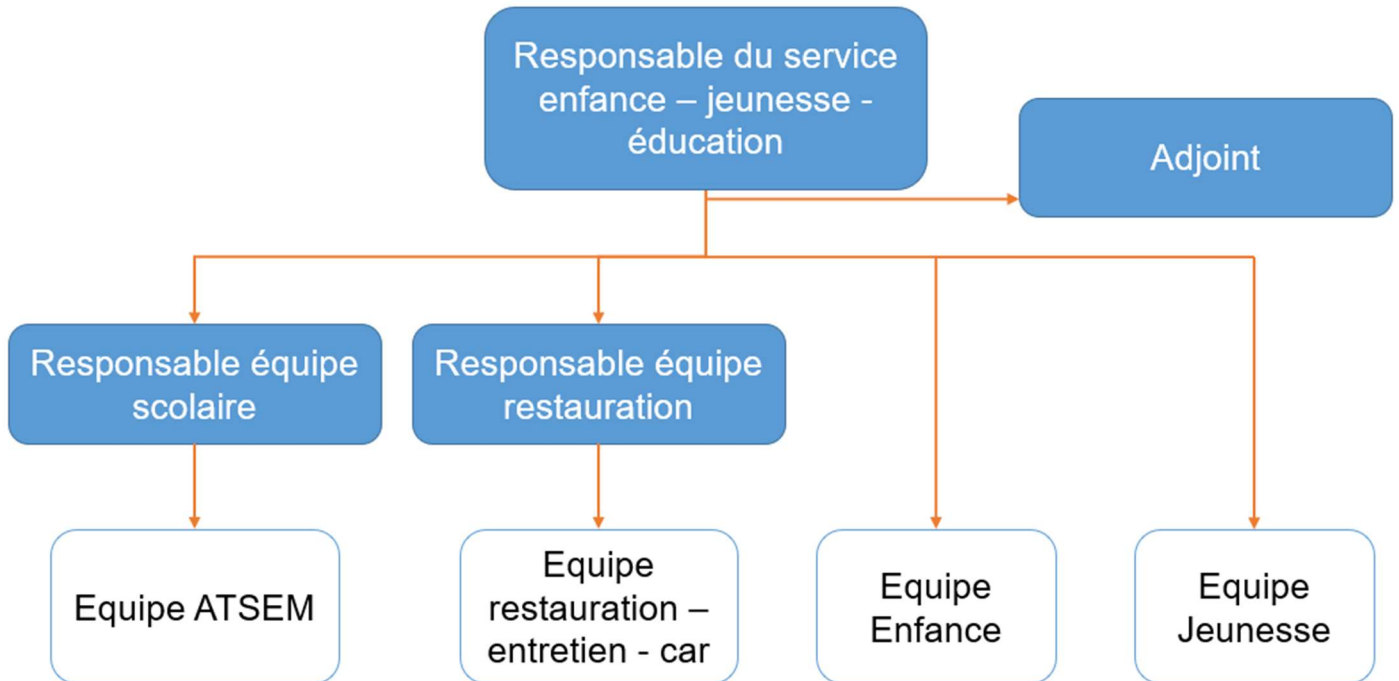 Responsable du service
enfance – jeunesse -
éducation
Adjoint
Responsable équipe
scolaire
Responsable équipe
restauration
Equipe ATSEM
Equipe
restauration –
entretien - car
Equipe
Enfance
Equipe
Jeunesse